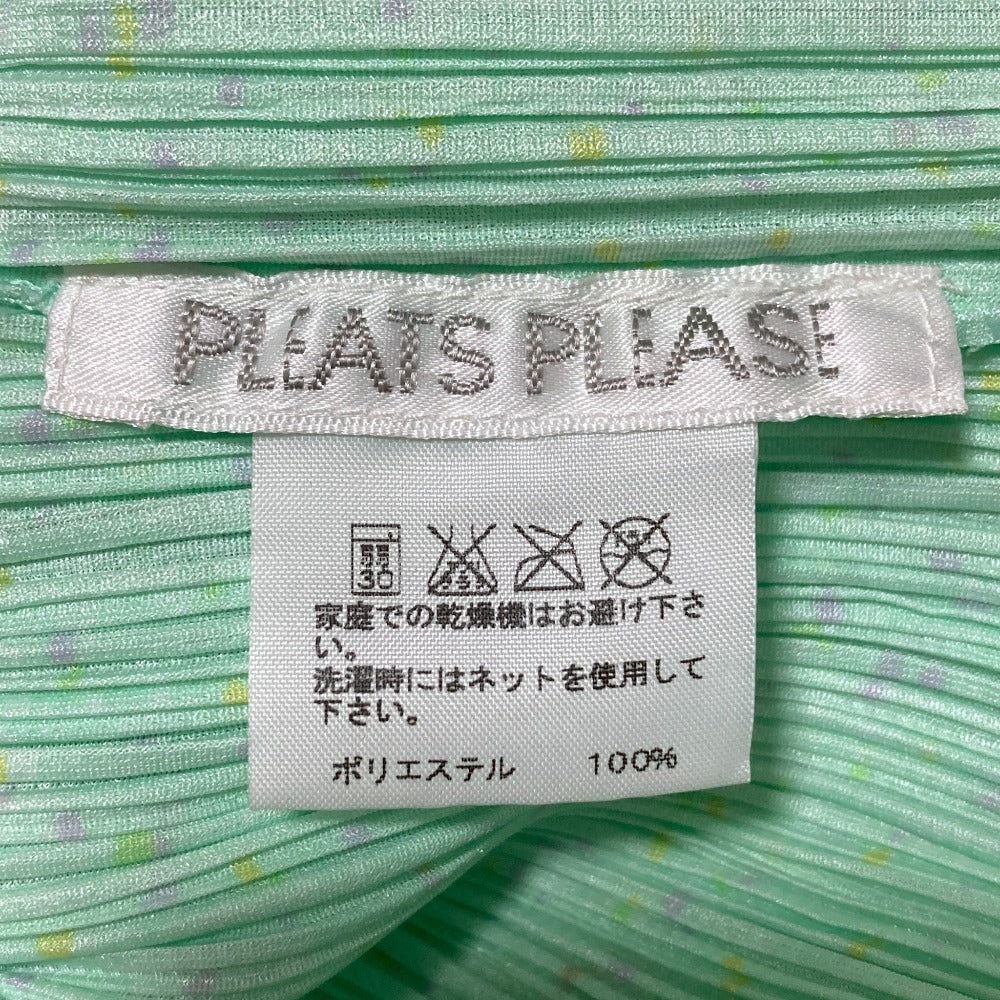 PLEATS PLEASE
弱
30
家庭での乾燥機はお避け下さ
い。
洗濯時にはネットを使用して
下さい。
ポリエステル 100%